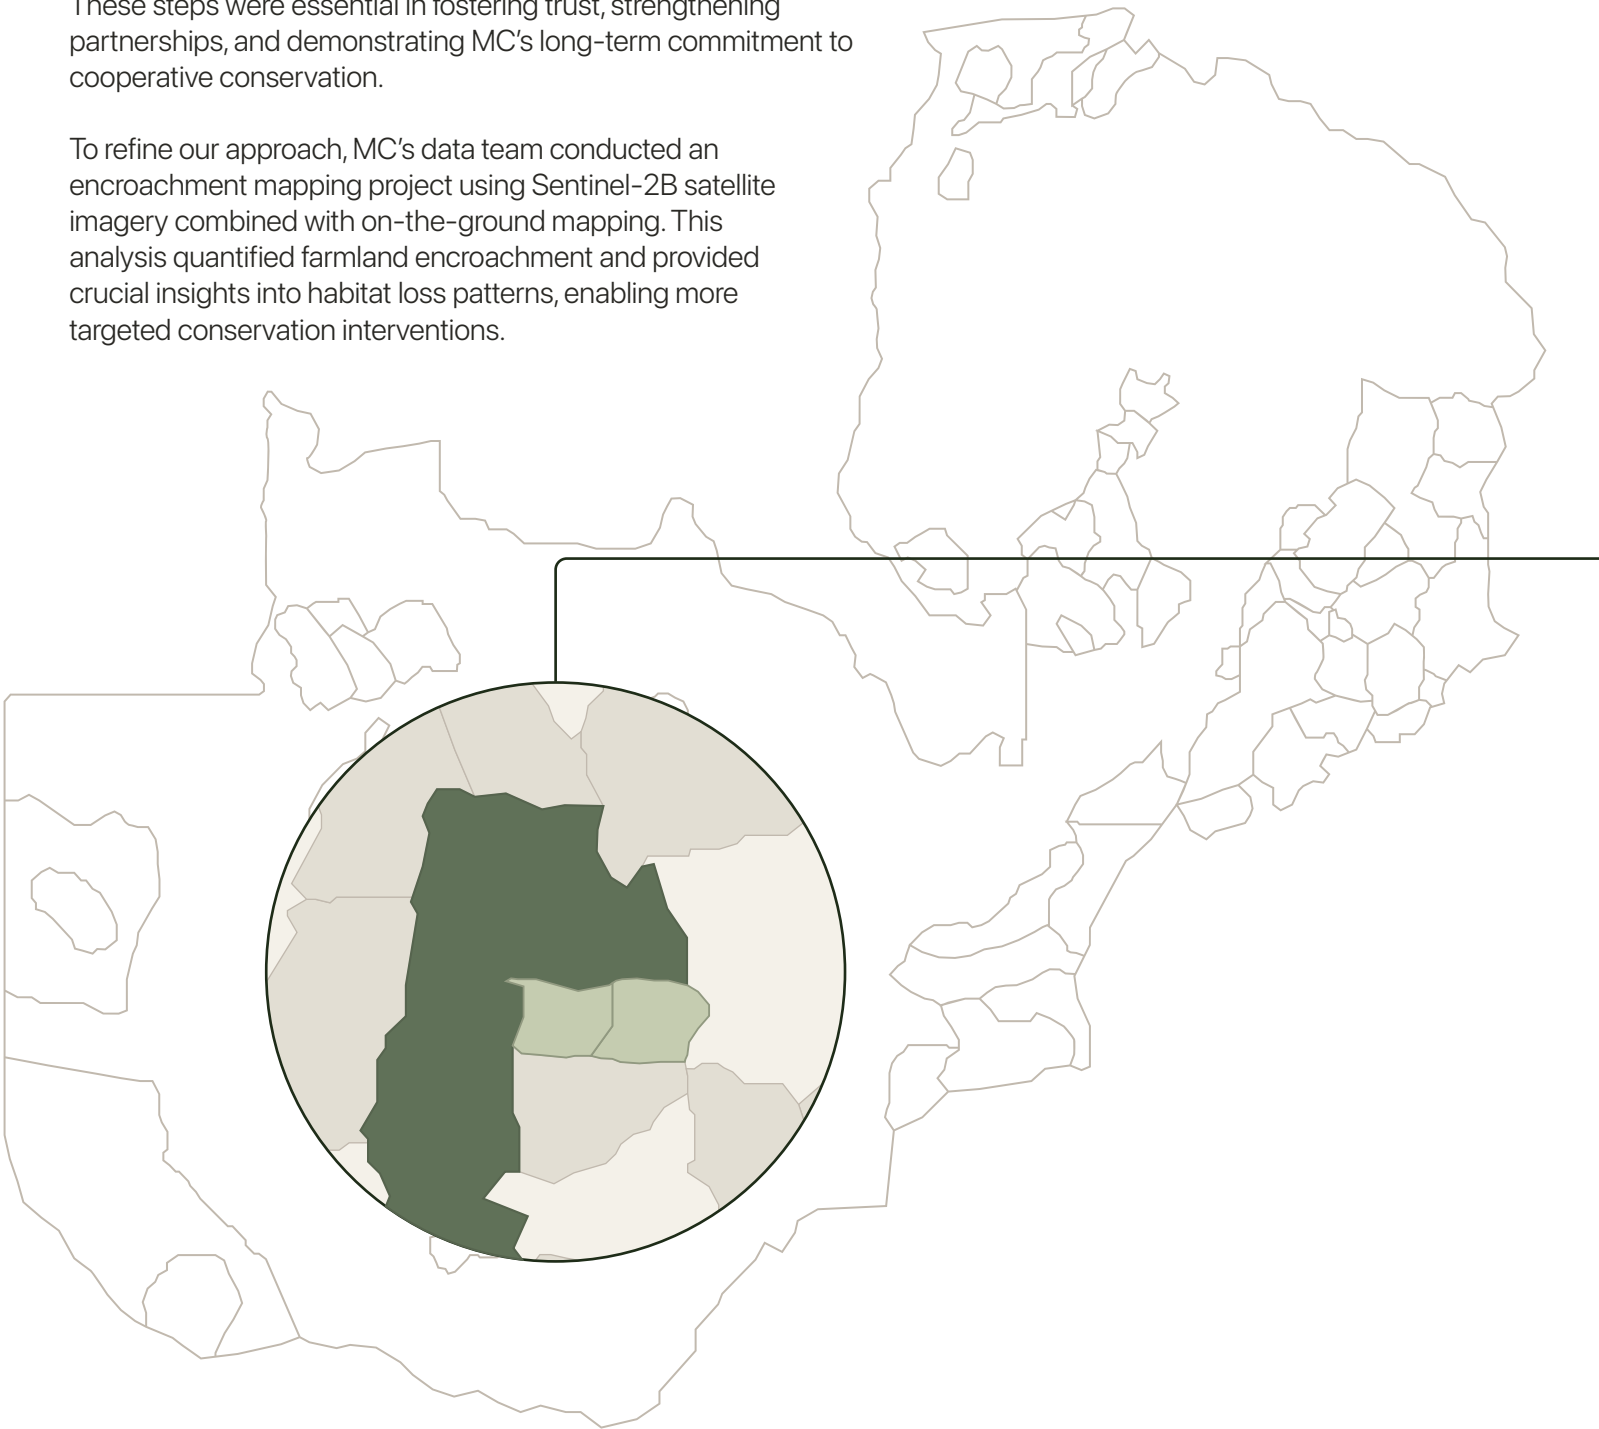 These steps were essential in fostering trust, strengthening
partnerships, and demonstrating MC's long-term commitment to
cooperative conservation.
To refine our approach, MC's data team conducted an
encroachment mapping project using Sentinel-2B satellite
imagery combined with on-the-ground mapping. This
analysis quantified farmland encroachment and provided
crucial insights into habitat loss patterns, enabling more
targeted conservation interventions.